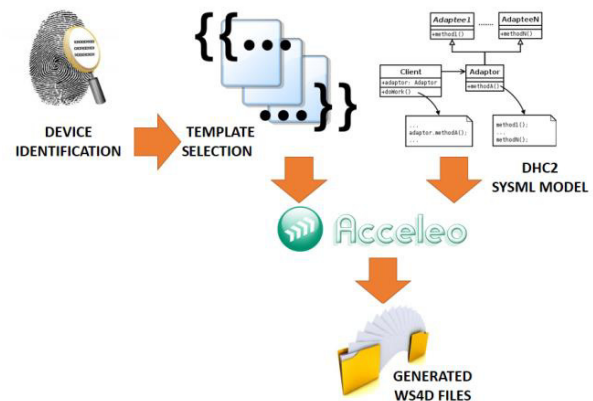 Adaptee1
+method1()
........
AdapteeN
+methodN()
{{...
...}}
Client
+adaptor: Adaptor
+doWork()
Adaptor
+methodA()
...
adaptor.methodA();
...
method1();
...
methodN();
DEVICE
IDENTIFICATION
TEMPLATE
SELECTION
DHC2
SYSML MODEL
Acceleo
GENERATED
WS4D FILES